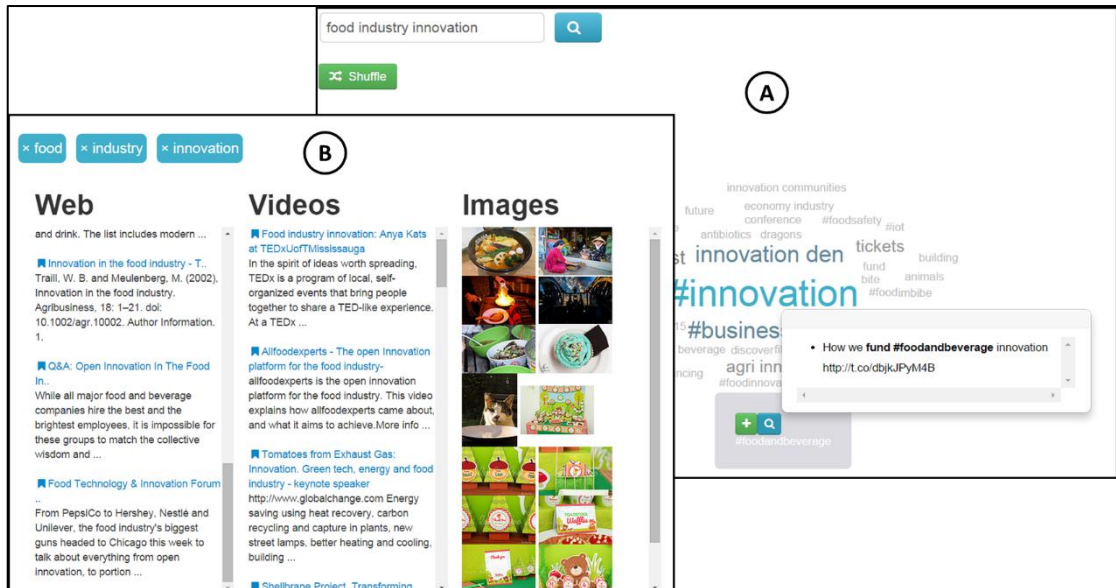 food industry innovation
Shuffle
A
innovation communities
future
economy industry
conference
#foodsafety
#iot
antibiotics
dragons
innovation den
tickets
building
fund
bite
animals
#innovation
#foodimbibe
15
#busines
beverage
agri inn
#foodinnova
How we fund #foodandbeverage innovation
http://t.co/dbjkJPyM4B
#foodandbeverage
B
× food
× industry
× innovation
Web
and drink. The list includes modern ...
Innovation in the food industry - T..
Traill, W. B. and Meulenberg, M. (2002),
Innovation in the food industry.
Agribusiness, 18: 1–21. doi:
10.1002/agr.10002. Author Information.
1.
Q&A: Open Innovation In The Food
In..
While all major food and beverage
companies hire the best and the
brightest employees, it is impossible for
these groups to match the collective
wisdom and ...
Food Technology & Innovation Forum
..
From PepsiCo to Hershey, Nestlé and
Unilever, the food industry's biggest
guns headed to Chicago this week to
talk about everything from open
innovation, to portion ...
Videos
Food industry innovation: Anya Kats
at TEDxUofTMississauga
In the spirit of ideas worth spreading,
TEDx is a program of local, self-
organized events that bring people
together to share a TED-like experience.
At a TEDx ...
Allfoodexperts - The open Innovation
platform for the food industry-
allfoodexperts is the open innovation
platform for the food industry. This video
explains how allfoodexperts came about,
and what it aims to achieve.More info ...
Tomatoes from Exhaust Gas:
Innovation. Green tech, energy and food
industry - keynote speaker
http://www.globalchange.com Energy
saving using heat recovery, carbon
recycling and capture in plants, new
street lamps, better heating and cooling,
building ...
Shellbrane Project, Transforming
Images
Waffles